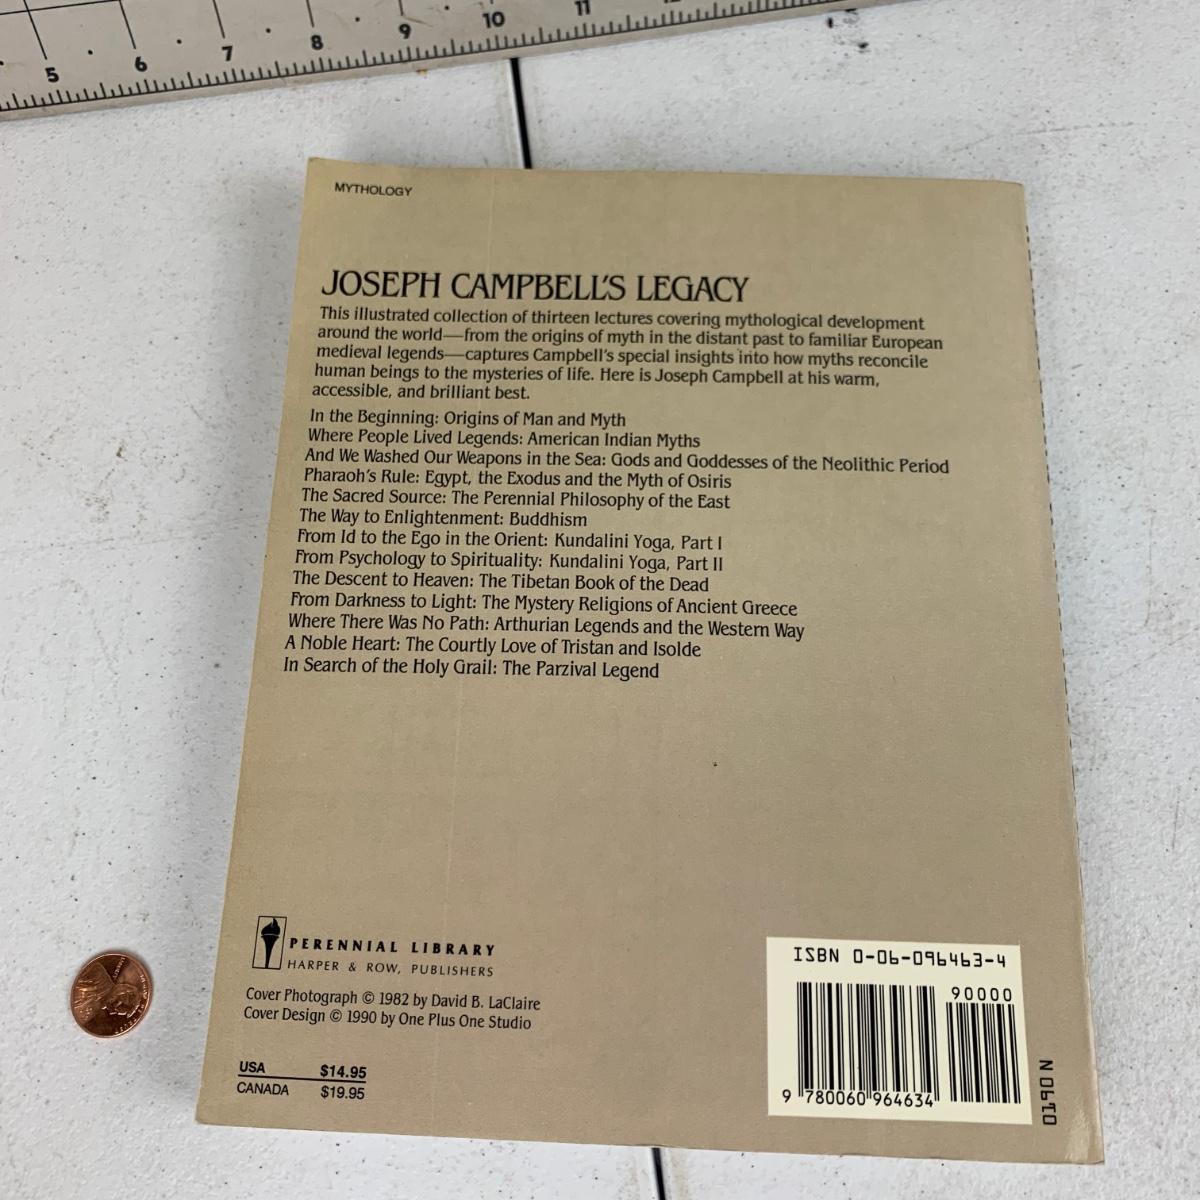 5 6 7 8 9 10 11
MYTHOLOGY
JOSEPH CAMPBELL'S LEGACY
This illustrated collection of thirteen lectures covering mythological development
around the world—from the origins of myth in the distant past to familiar European
medieval legends—captures Campbell's special insights into how myths reconcile
human beings to the mysteries of life. Here is Joseph Campbell at his warm,
accessible, and brilliant best.
In the Beginning: Origins of Man and Myth
Where People Lived Legends: American Indian Myths
And We Washed Our Weapons in the Sea: Gods and Goddesses of the Neolithic Period
Pharaoh's Rule: Egypt, the Exodus and the Myth of Osiris
The Sacred Source: The Perennial Philosophy of the East
The Way to Enlightenment: Buddhism
From Id to the Ego in the Orient: Kundalini Yoga, Part I
From Psychology to Spirituality: Kundalini Yoga, Part II
The Descent to Heaven: The Tibetan Book of the Dead
From Darkness to Light: The Mystery Religions of Ancient Greece
Where There Was No Path: Arthurian Legends and the Western Way
A Noble Heart: The Courtly Love of Tristan and Isolde
In Search of the Holy Grail: The Parzival Legend
PERENNIAL LIBRARY
HARPER & ROW, PUBLISHERS
Cover Photograph © 1982 by David B. LaClaire
Cover Design © 1990 by One Plus One Studio
USA $14.95
CANADA $19.95
ISBN 0-06-096463-4
90000
9 780060 964634
0190 N